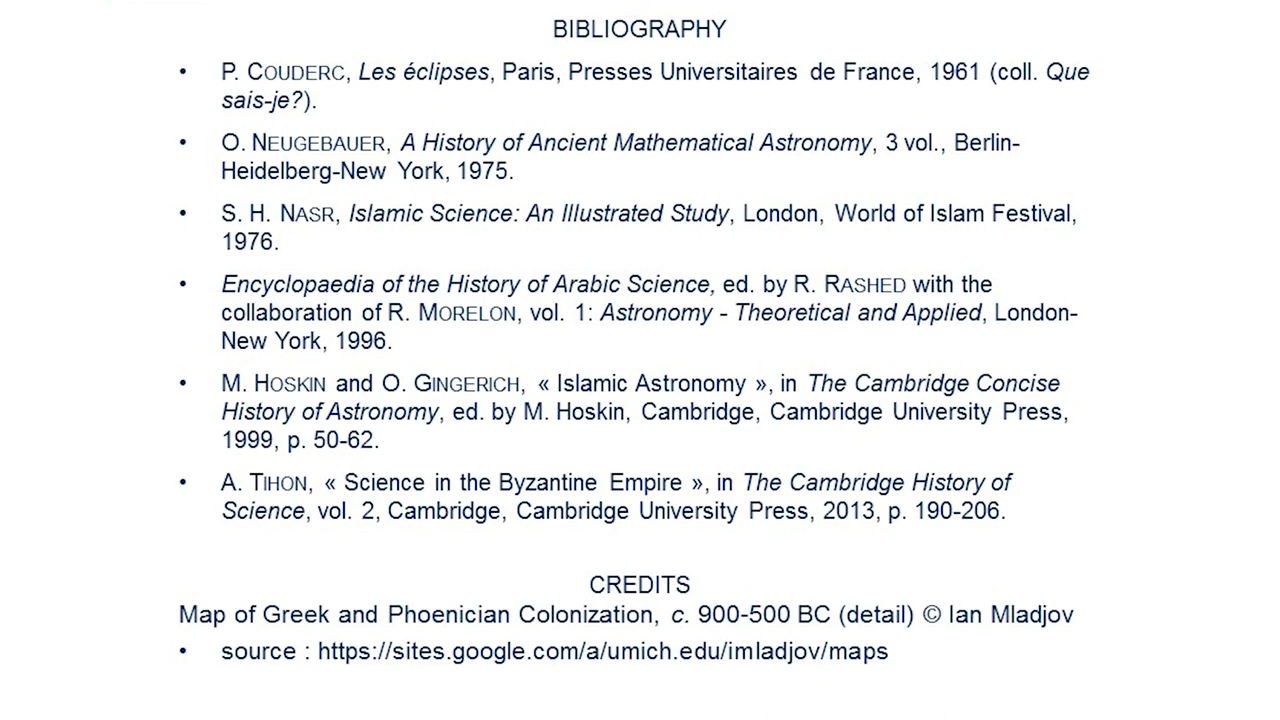 BIBLIOGRAPHY
• P. COUDERC, Les éclipses, Paris, Presses Universitaires de France, 1961 (coll. Que
sais-je?).
• O. NEUGEBAUER, A History of Ancient Mathematical Astronomy, 3 vol., Berlin-
Heidelberg-New York, 1975.
• S. H. NASR, Islamic Science: An Illustrated Study, London, World of Islam Festival,
1976.
• Encyclopaedia of the History of Arabic Science, ed. by R. RASHED with the
collaboration of R. MORELON, vol. 1: Astronomy - Theoretical and Applied, London-
New York, 1996.
• M. HOSKIN and O. GINGERICH, « Islamic Astronomy », in The Cambridge Concise
History of Astronomy, ed. by M. Hoskin, Cambridge, Cambridge University Press,
1999, p. 50-62.
• A. TIHON, « Science in the Byzantine Empire », in The Cambridge History of
Science, vol. 2, Cambridge, Cambridge University Press, 2013, p. 190-206.
CREDITS
Map of Greek and Phoenician Colonization, c. 900-500 BC (detail) © Ian Mladjov
• source : https://sites.google.com/a/umich.edu/imladjov/maps